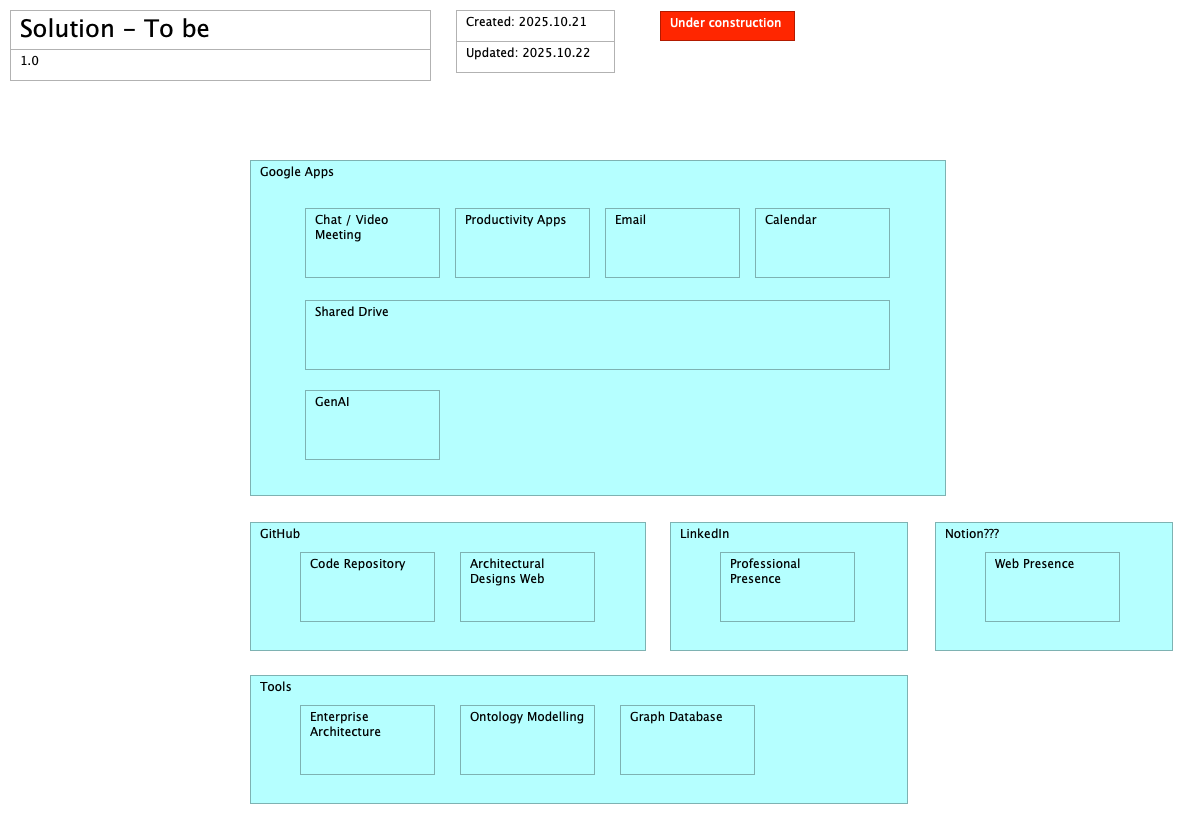 Solution – To be
1.0
Created: 2025.10.21
Updated: 2025.10.22
Under construction
Google Apps
Chat / Video
Meeting
Productivity Apps
Email
Calendar
Shared Drive
GenAI
GitHub
Code Repository
Architectural
Designs Web
LinkedIn
Professional
Presence
Notion???
Web Presence
Tools
Enterprise
Architecture
Ontology Modelling
Graph Database